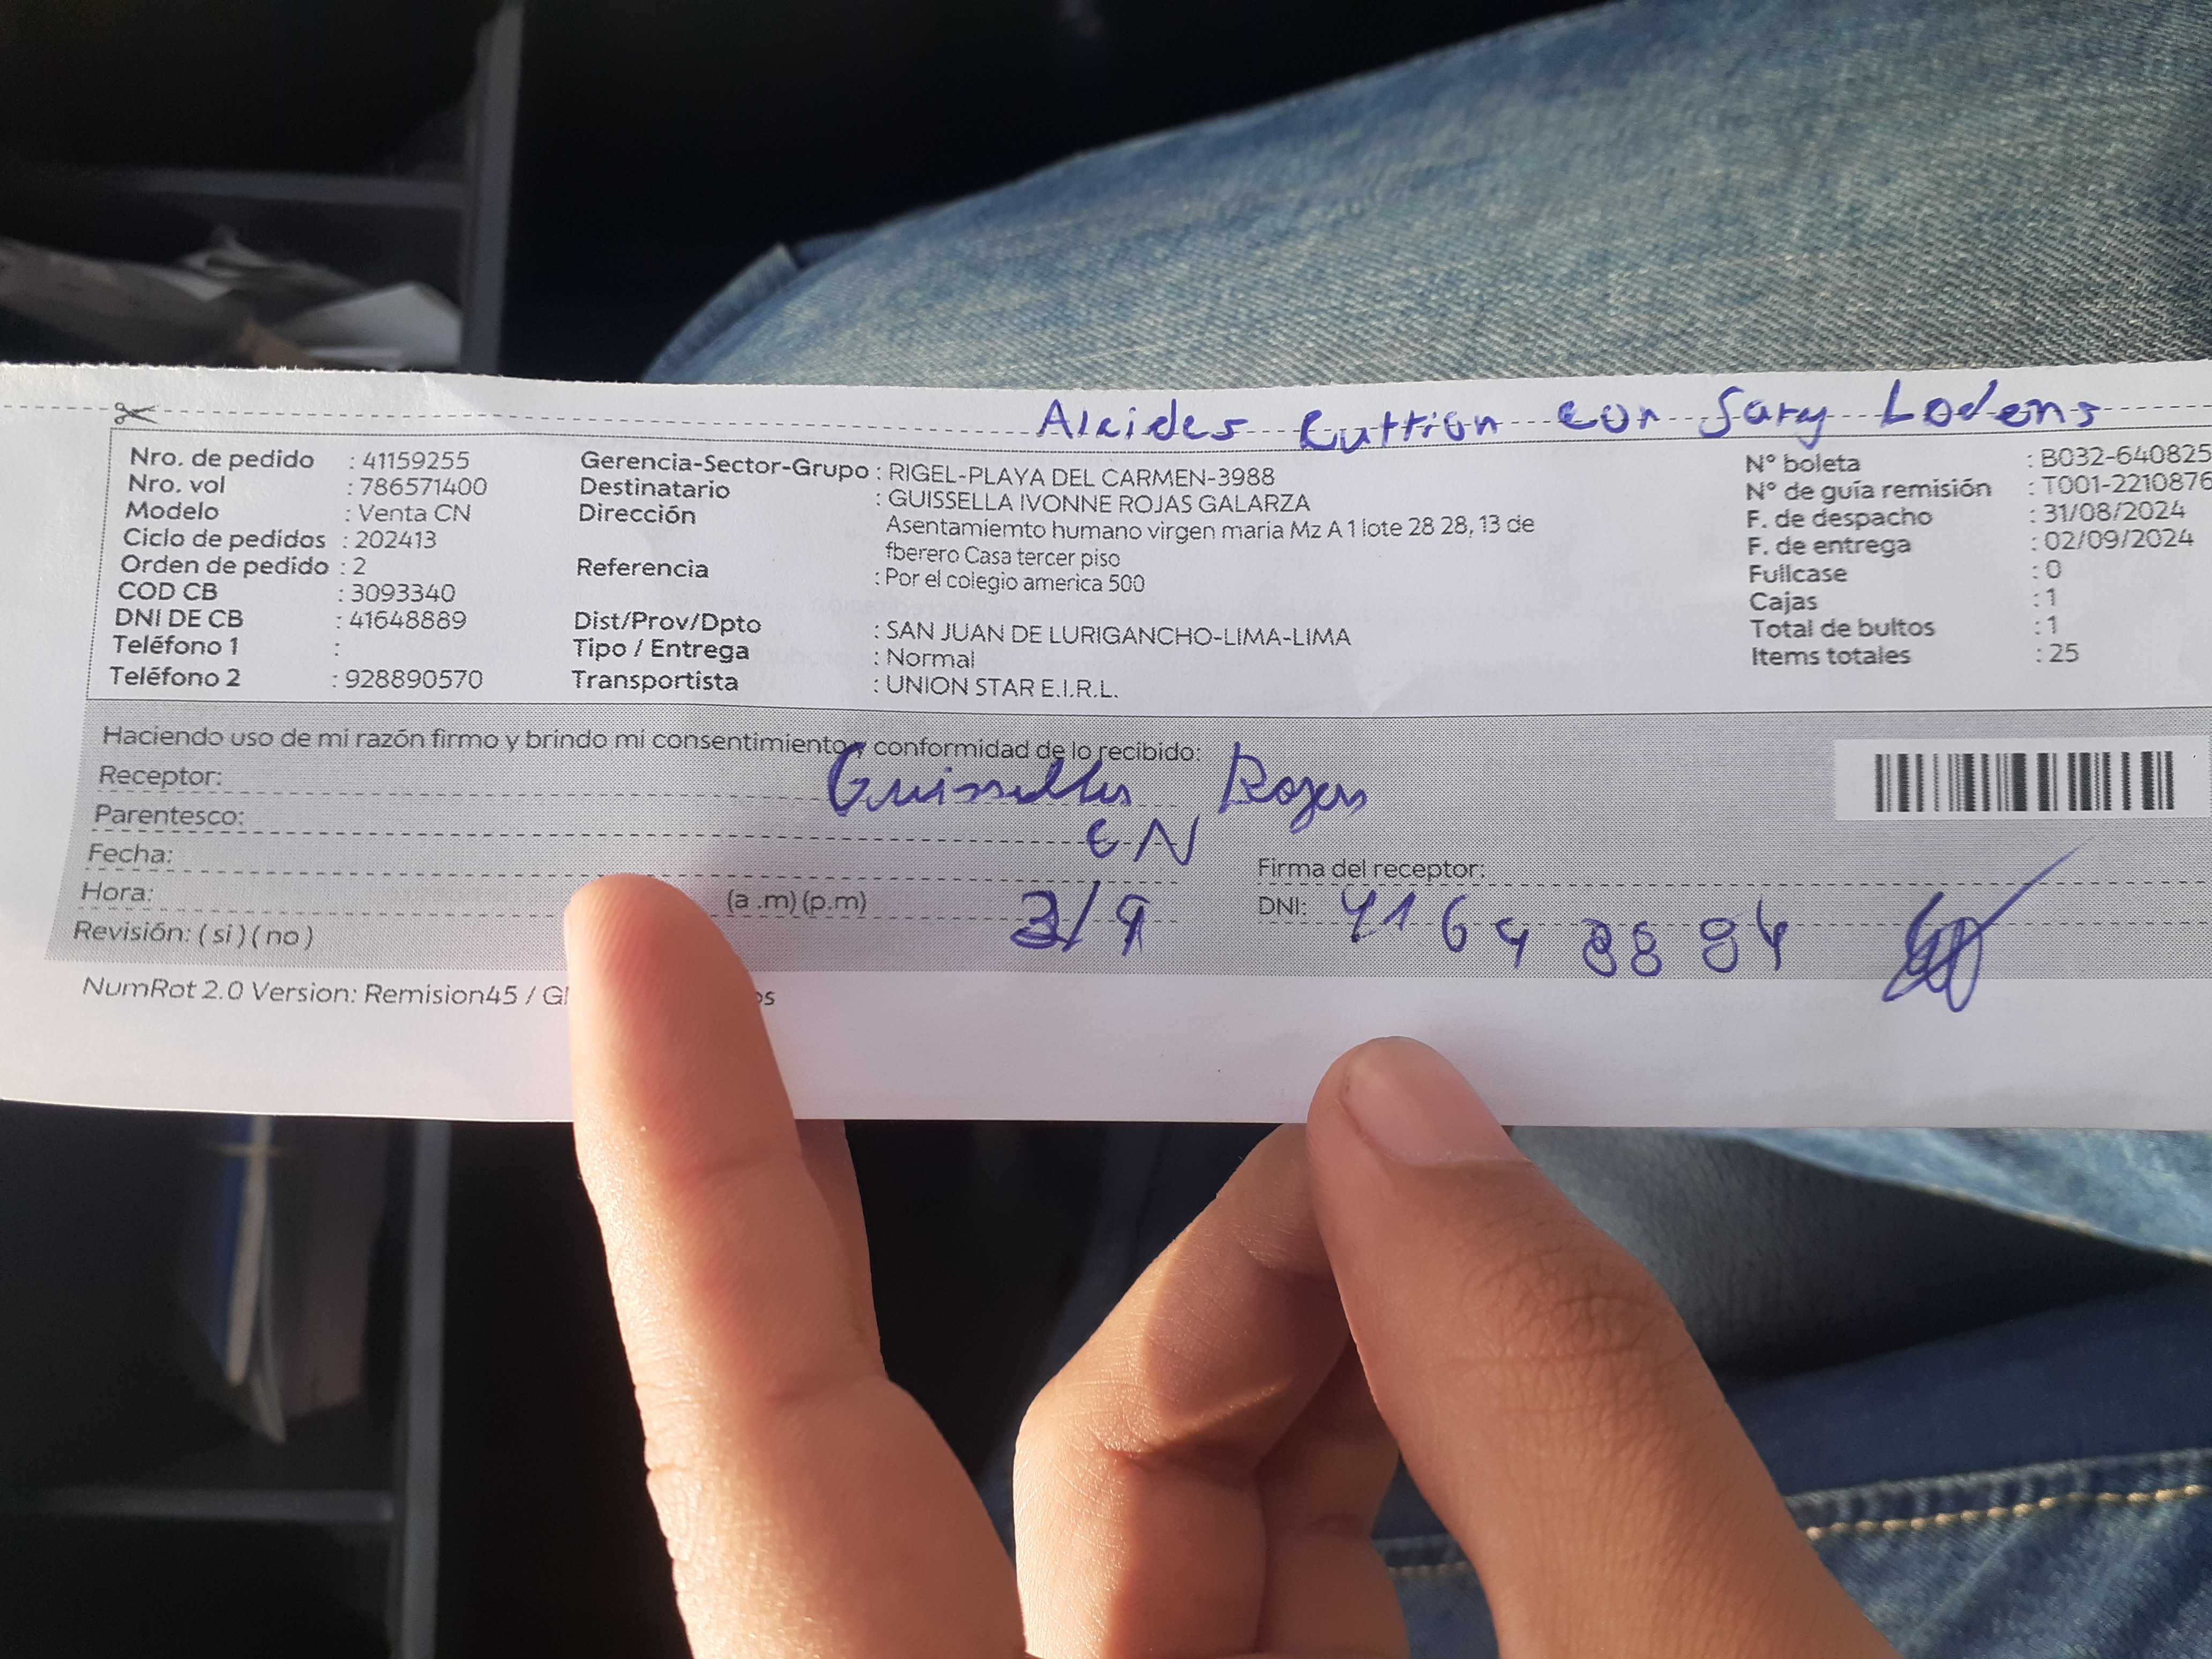 Alcides Cuttion con Sary Lodens
Nro. de pedido : 41159255
Nro. vol : 786571400
Modelo : Venta CN
Ciclo de pedidos : 202413
Orden de pedido : 2
COD CB : 3093340
DNI DE CB : 41648889
Teléfono 1 :
Teléfono 2 : 928890570
Gerencia-Sector-Grupo : RIGEL-PLAYA DEL CARMEN-3988
Destinatario : GUISSELLA IVONNE ROJAS GALARZA
Dirección Asentamiemto humano virgen maria Mz A 1 lote 28 28, 13 de
fberero Casa tercer piso
Referencia : Por el colegio america 500
Dist/Prov/Dpto : SAN JUAN DE LURIGANCHO-LIMA-LIMA
Tipo / Entrega : Normal
Transportista : UNION STAR E.I.R.L.
N° boleta : B032-640825
N° de guía remisión : T001-2210876
F. de despacho : 31/08/2024
F. de entrega : 02/09/2024
Fullcase : 0
Cajas : 1
Total de bultos : 1
Items totales : 25
Haciendo uso de mi razón firmo y brindo mi consentimiento y conformidad de lo recibido:
Receptor: Guissella Rojas
Parentesco: CN
Fecha:
Hora: (a .m) (p.m) 3/9
Revisión: ( si ) ( no )
Firma del receptor:
DNI: 4164 88 84
NumRot 2.0 Version: Remision45 /